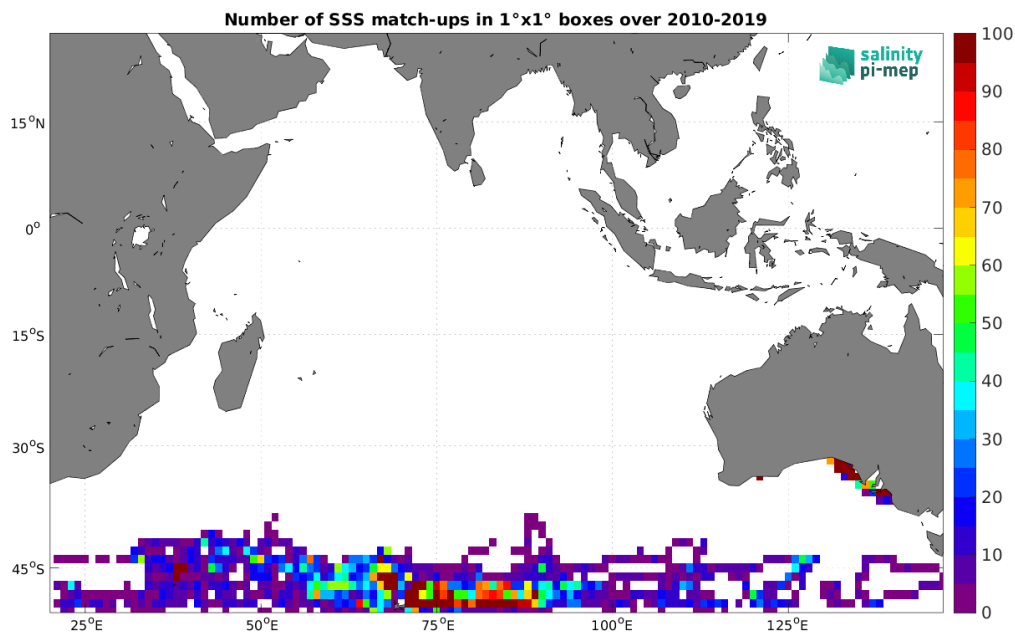 Number of SSS match-ups in 1°x1° boxes over 2010-2019
salinity
pi-mep
15°N
0°
15°S
30°S
45°S
25°E
50°E
75°E
100°E
125°E
100
90
80
70
60
50
40
30
20
10
0